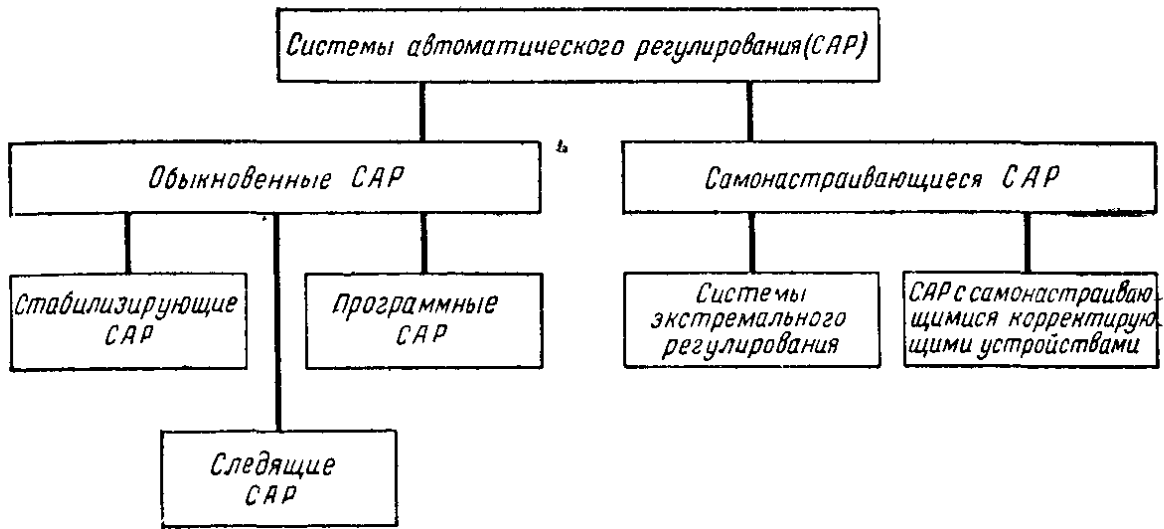 Системы автоматического регулирования(САР)
Обыкновенные САР
Самонастраивающиеся САР
Стабилизирующие
САР
Программные
САР
Системы
экстремального
регулирования
САР с самонастраиваю-
щимися корректирую-
щими устройствами
Следящие
САР